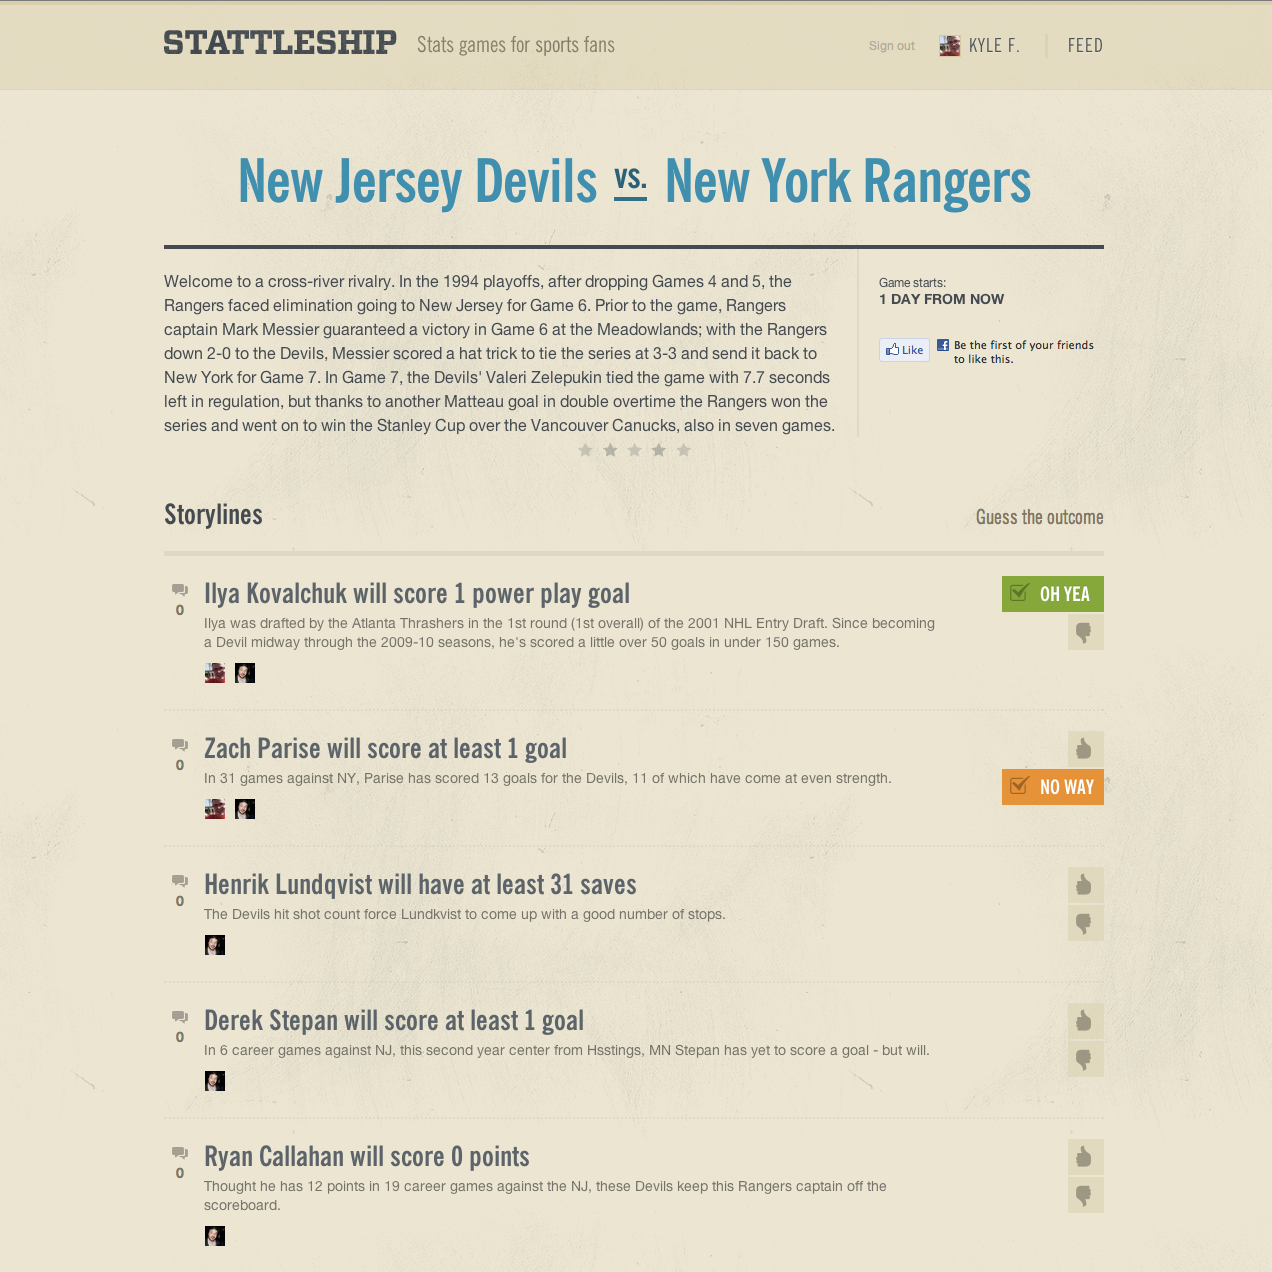 STATTLESHIP Stats games for sports fans Sign out KYLE F. FEED
New Jersey Devils vs. New York Rangers
Welcome to a cross-river rivalry. In the 1994 playoffs, after dropping Games 4 and 5, the
Rangers faced elimination going to New Jersey for Game 6. Prior to the game, Rangers
captain Mark Messier guaranteed a victory in Game 6 at the Meadowlands; with the Rangers
down 2-0 to the Devils, Messier scored a hat trick to tie the series at 3-3 and send it back to
New York for Game 7. In Game 7, the Devils' Valeri Zelepukin tied the game with 7.7 seconds
left in regulation, but thanks to another Matteau goal in double overtime the Rangers won the
series and went on to win the Stanley Cup over the Vancouver Canucks, also in seven games.
Game starts:
1 DAY FROM NOW
Like Be the first of your friends
to like this.
Storylines Guess the outcome
Ilya Kovalchuk will score 1 power play goal
0
Ilya was drafted by the Atlanta Thrashers in the 1st round (1st overall) of the 2001 NHL Entry Draft. Since becoming
a Devil midway through the 2009-10 seasons, he's scored a little over 50 goals in under 150 games.
OH YEA
Zach Parise will score at least 1 goal
0
In 31 games against NY, Parise has scored 13 goals for the Devils, 11 of which have come at even strength.
NO WAY
Henrik Lundqvist will have at least 31 saves
0
The Devils hit shot count force Lundkvist to come up with a good number of stops.
Derek Stepan will score at least 1 goal
0
In 6 career games against NJ, this second year center from Hsstings, MN Stepan has yet to score a goal - but will.
Ryan Callahan will score 0 points
0
Thought he has 12 points in 19 career games against the NJ, these Devils keep this Rangers captain off the
scoreboard.